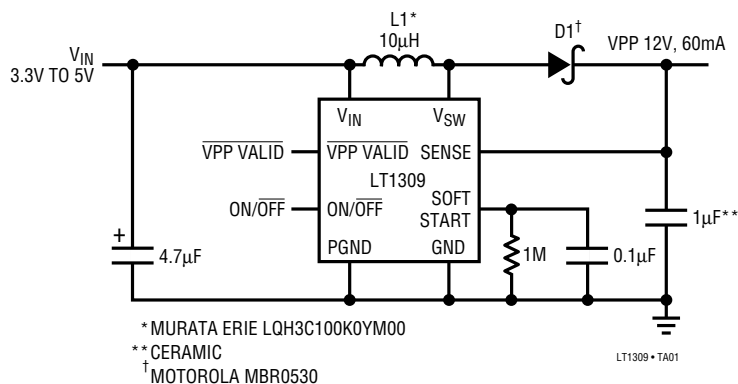 L1*
10µH
D1†
VPP 12V, 60mA
VIN
3.3V TO 5V
VIN
VSW
VPP VALID
VPP VALID
SENSE
LT1309
ON/OFF
ON/OFF
SOFT
START
1µF**
+
4.7µF
PGND
GND
1M
0.1µF
*MURATA ERIE LQH3C100K0YM00
**CERAMIC
†MOTOROLA MBR0530
LT1309 • TA01